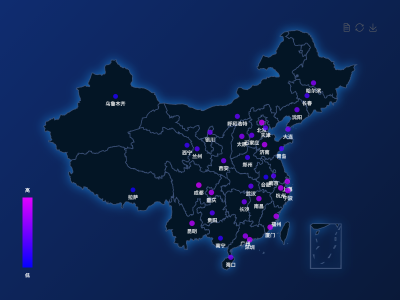 哈尔滨
长春
乌鲁木齐
沈阳
呼和浩特
北京
大连
天津
银川
太原
石家庄
济南
青岛
西宁
兰州
郑州
西安
拉萨
成都
重庆
武汉
合肥
南京
上海
杭州
宁波
长沙
南昌
贵阳
昆明
福州
厦门
南宁
广州
深圳
海口
高
低